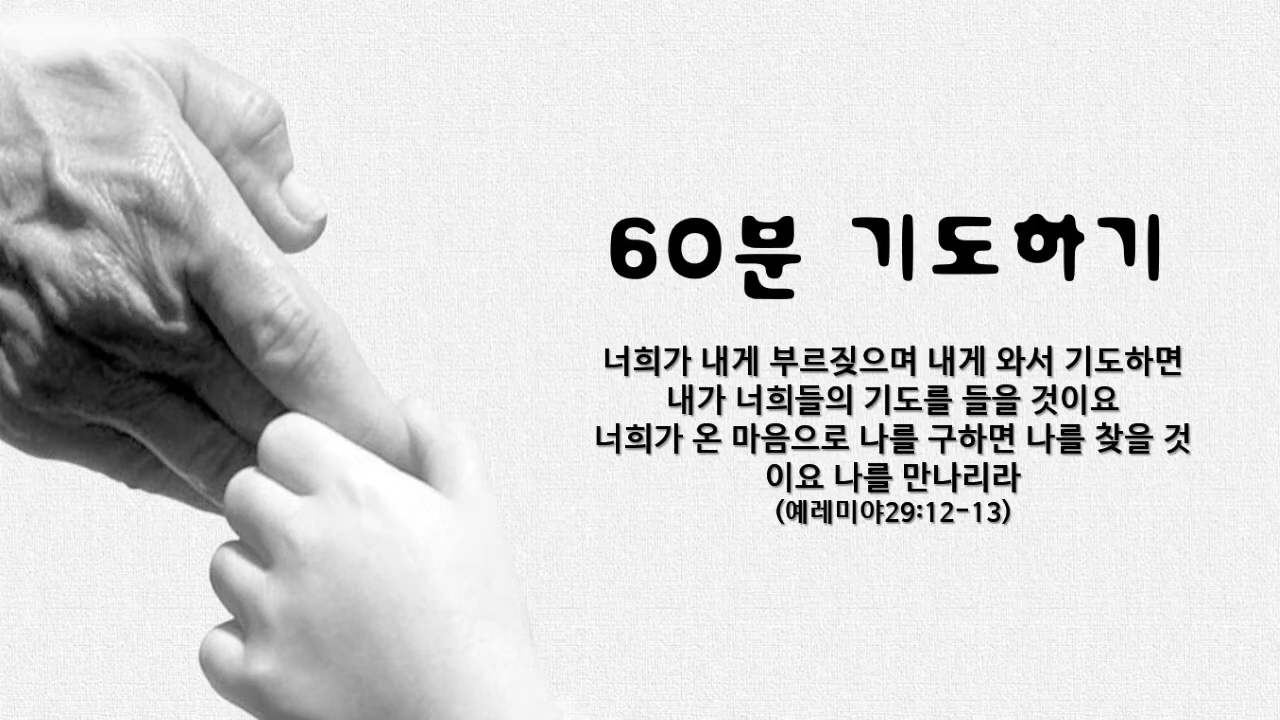 60분 기도하기
너희가 내게 부르짖으며 내게 와서 기도하면
내가 너희들의 기도를 들을 것이요
너희가 온 마음으로 나를 구하면 나를 찾을 것
이요 나를 만나리라
(예레미야29:12-13)